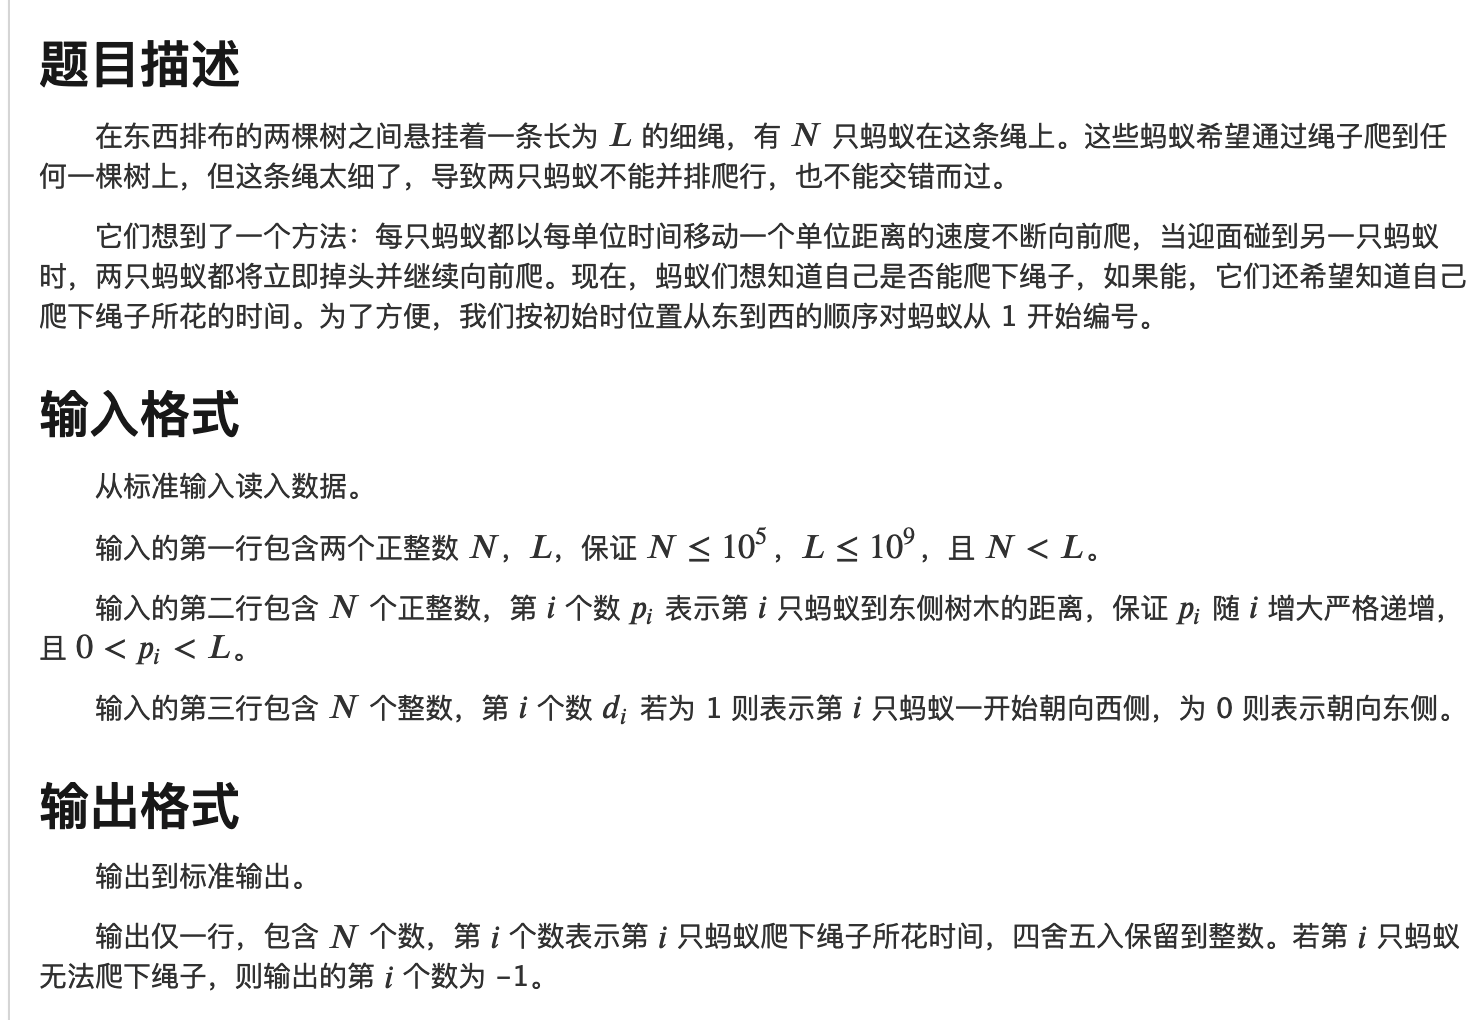 题目描述
在东西排布的两棵树之间悬挂着一条长为 L 的细绳，有 N 只蚂蚁在这条绳上。这些蚂蚁希望通过绳子爬到任
何一棵树上，但这条绳太细了，导致两只蚂蚁不能并排爬行，也不能交错而过。
它们想到了一个方法：每只蚂蚁都以每单位时间移动一个单位距离的速度不断向前爬，当迎面碰到另一只蚂蚁
时，两只蚂蚁都将立即掉头并继续向前爬。现在，蚂蚁们想知道自己是否能爬下绳子，如果能，它们还希望知道自己
爬下绳子所花的时间。为了方便，我们按初始时位置从东到西的顺序对蚂蚁从 1 开始编号。
输入格式
从标准输入读入数据。
输入的第一行包含两个正整数 N，L，保证 N ≤ 10⁵，L ≤ 10⁹，且 N < L。
输入的第二行包含 N 个正整数，第 i 个数 pᵢ 表示第 i 只蚂蚁到东侧树木的距离，保证 pᵢ 随 i 增大严格递增，
且 0 < pᵢ < L。
输入的第三行包含 N 个整数，第 i 个数 dᵢ 若为 1 则表示第 i 只蚂蚁一开始朝向西侧，为 0 则表示朝向东侧。
输出格式
输出到标准输出。
输出仅一行，包含 N 个数，第 i 个数表示第 i 只蚂蚁爬下绳子所花时间，四舍五入保留到整数。若第 i 只蚂蚁
无法爬下绳子，则输出的第 i 个数为 -1。